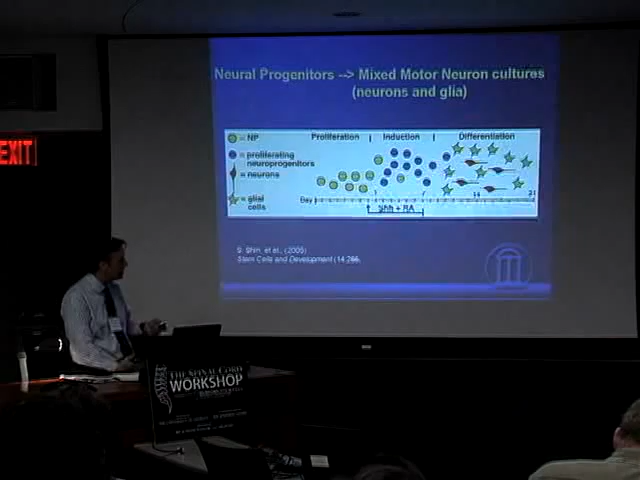 Neural Progenitors --> Mixed Motor Neuron cultures
(neurons and glia)
= NP
Proliferation
Induction
Differentiation
= proliferating
neuroprogenitors
= neurons
= glial
cells
Day
Shh + RA
S. Shin, et al., (2005)
Stem Cells and Development (14:266
EXIT
THE SPINAL CORD
WORKSHOP